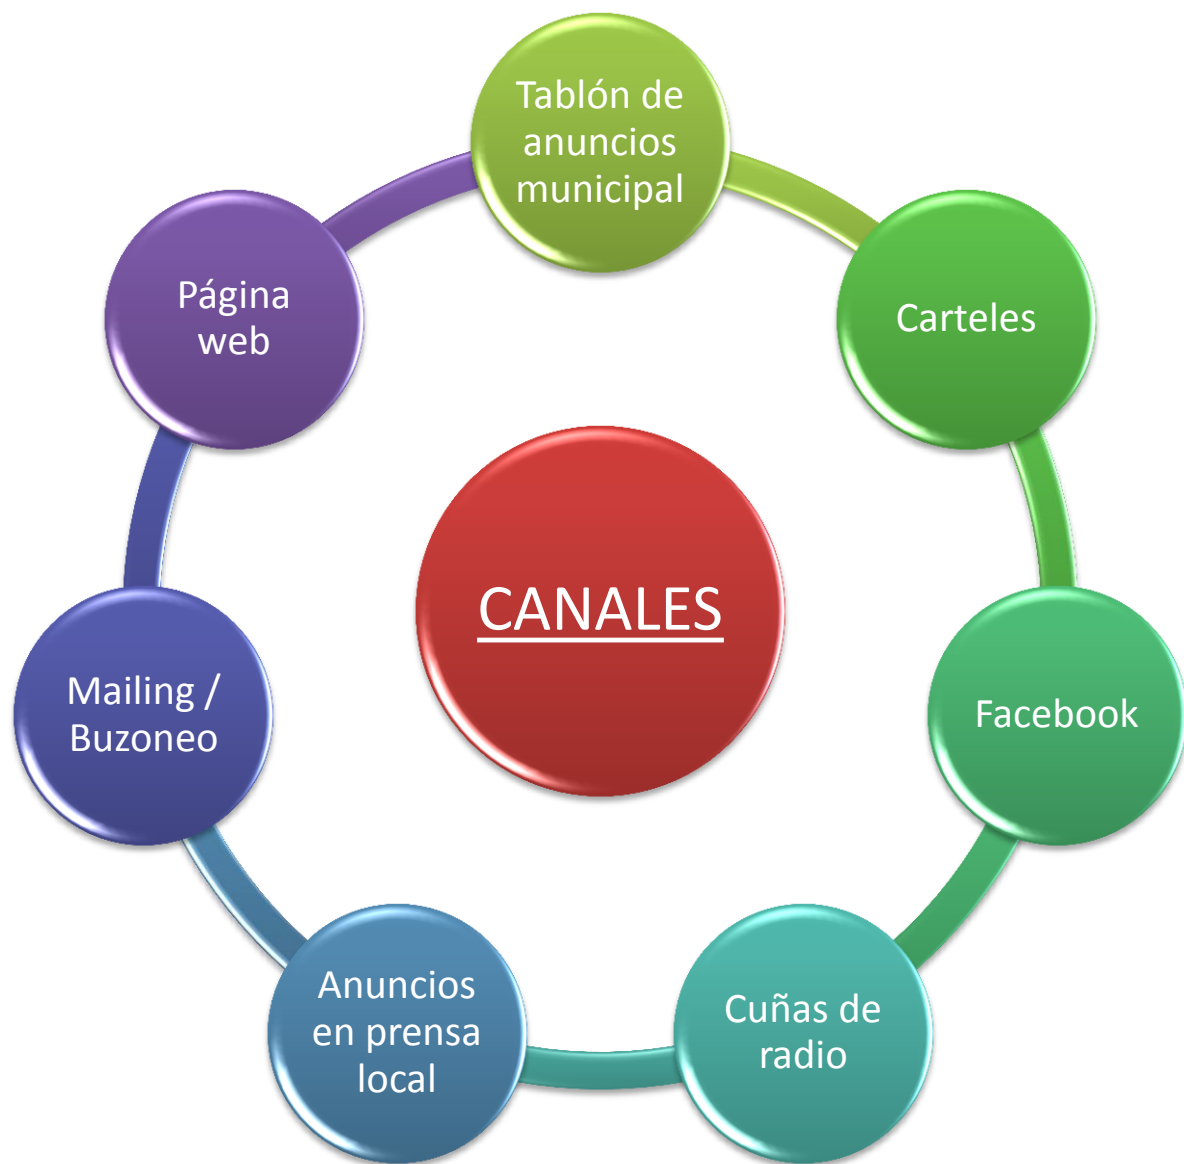 Tablón de
anuncios
municipal
Carteles
Facebook
Cuñas de
radio
Anuncios
en prensa
local
Mailing /
Buzoneo
Página
web
CANALES